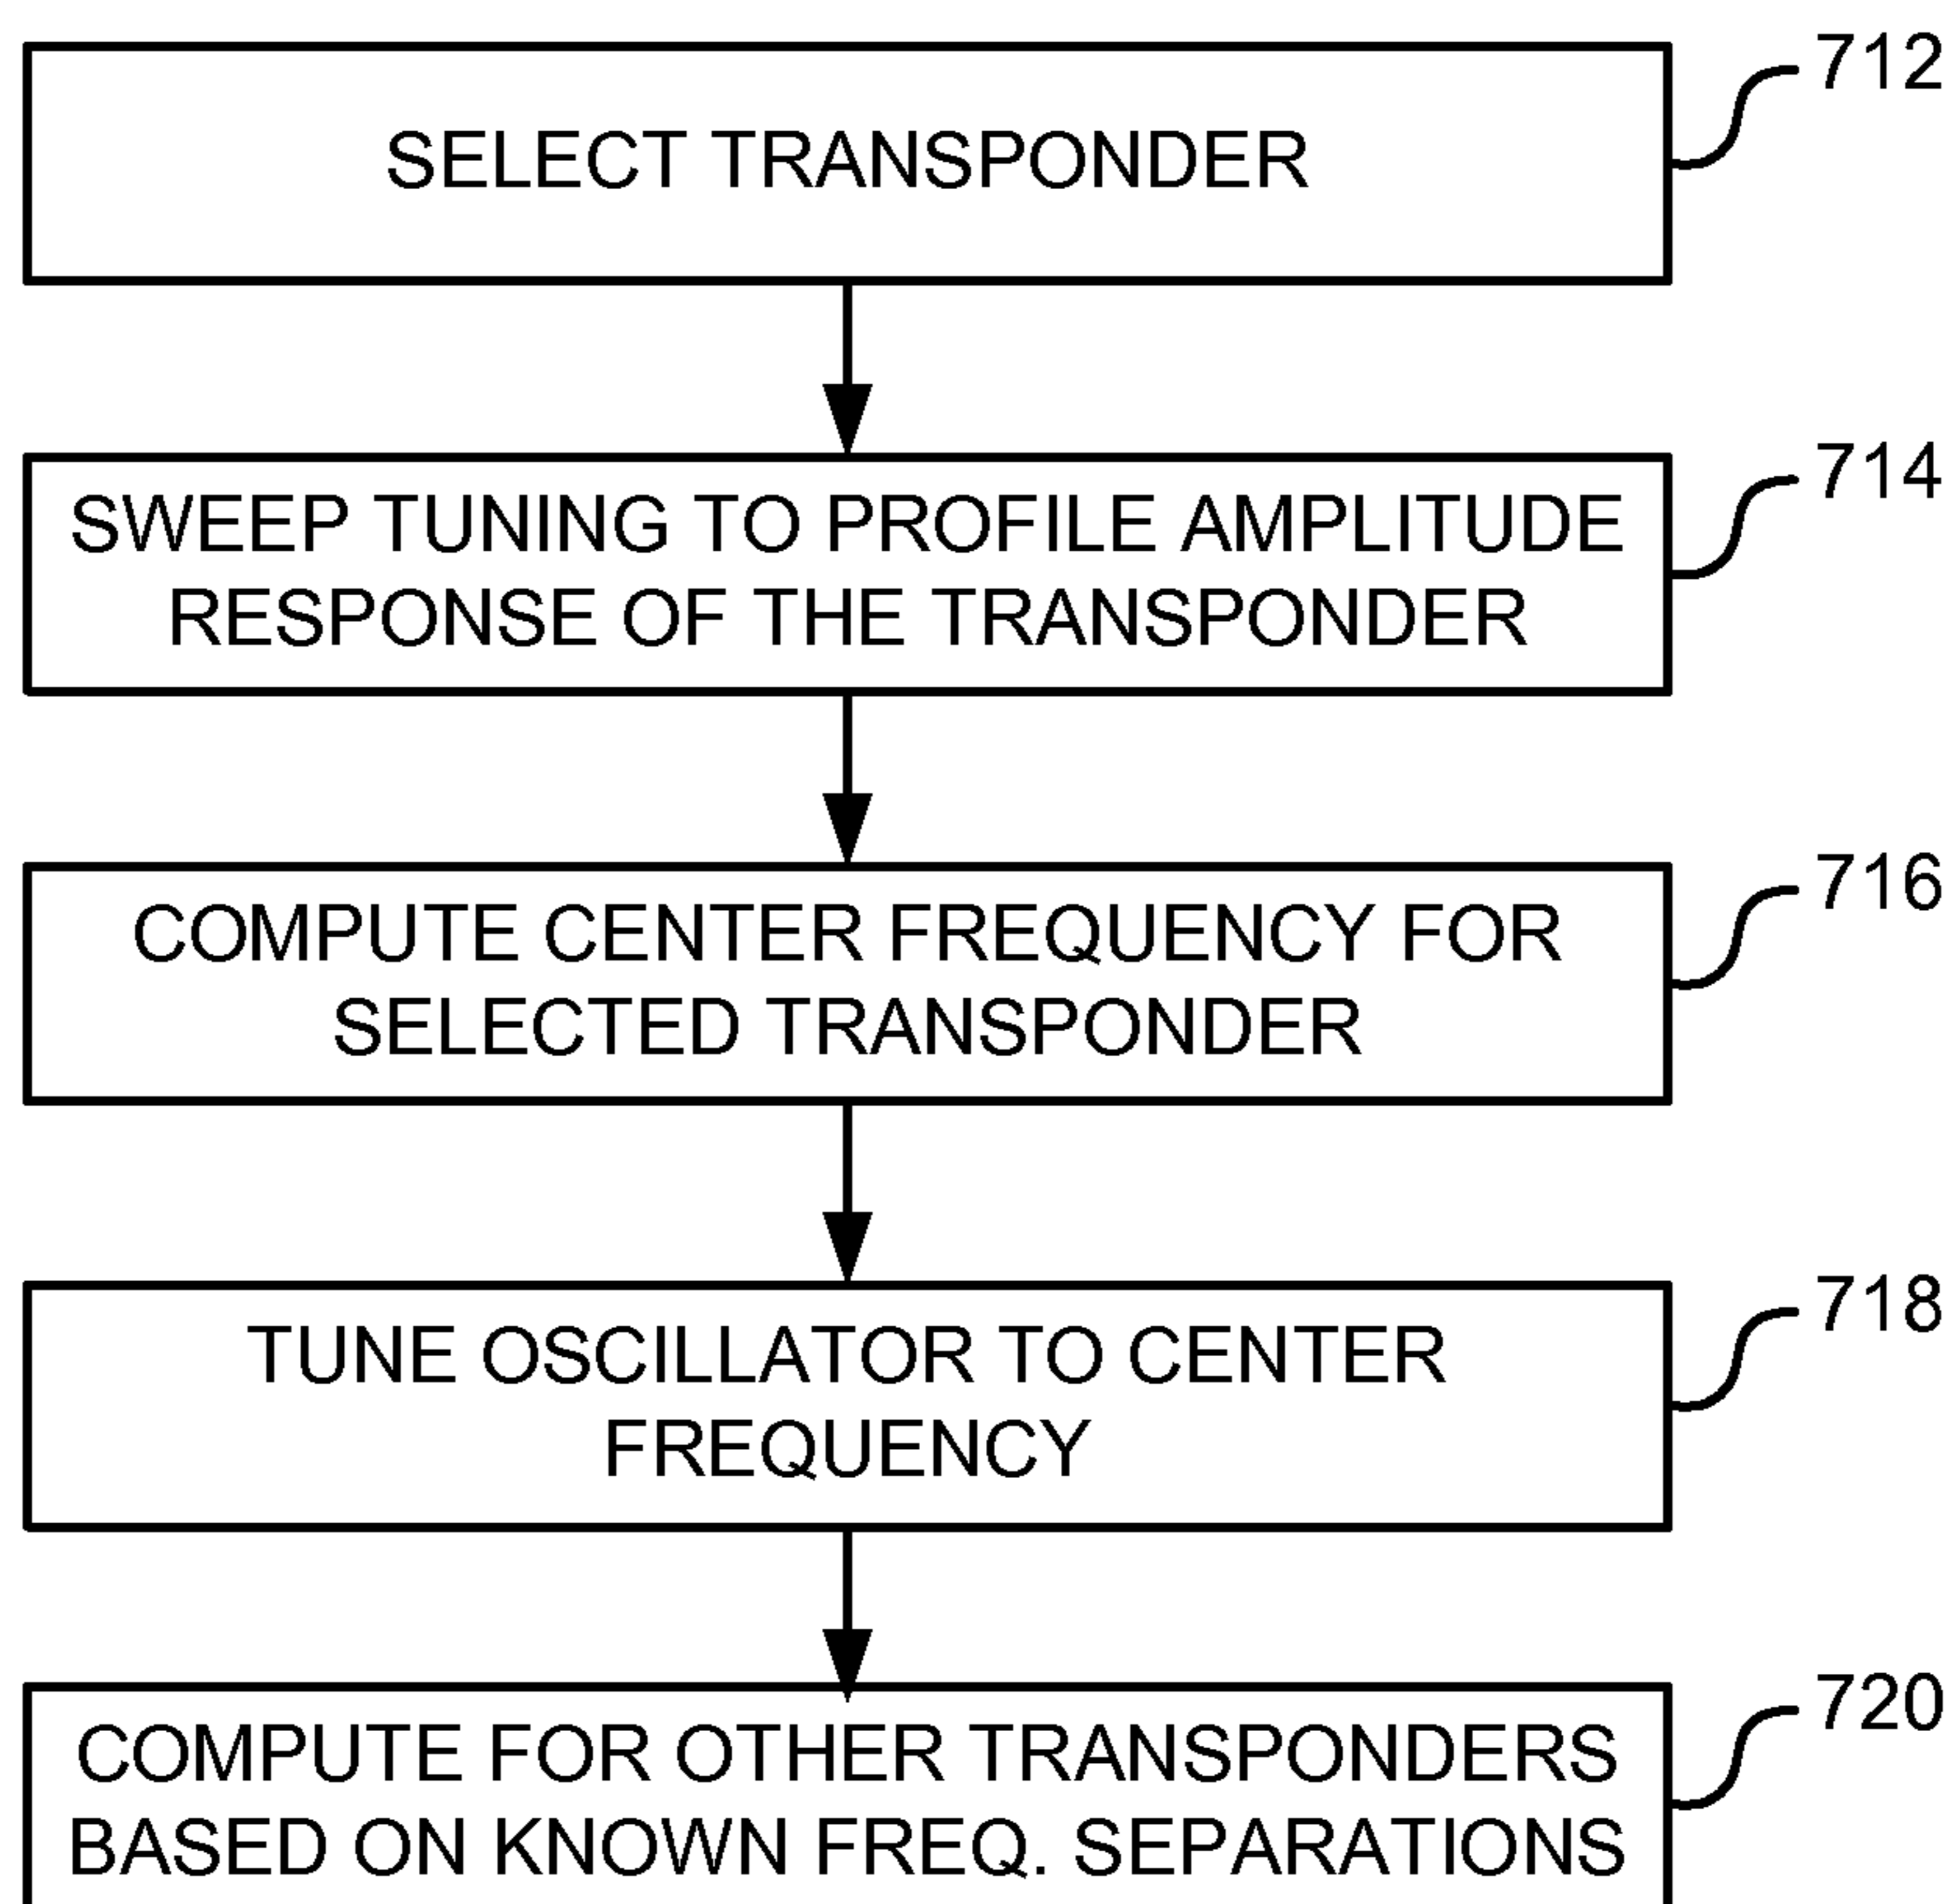 712
SELECT TRANSPONDER
714
SWEEP TUNING TO PROFILE AMPLITUDE
RESPONSE OF THE TRANSPONDER
716
COMPUTE CENTER FREQUENCY FOR
SELECTED TRANSPONDER
718
TUNE OSCILLATOR TO CENTER
FREQUENCY
720
COMPUTE FOR OTHER TRANSPONDERS
BASED ON KNOWN FREQ. SEPARATIONS